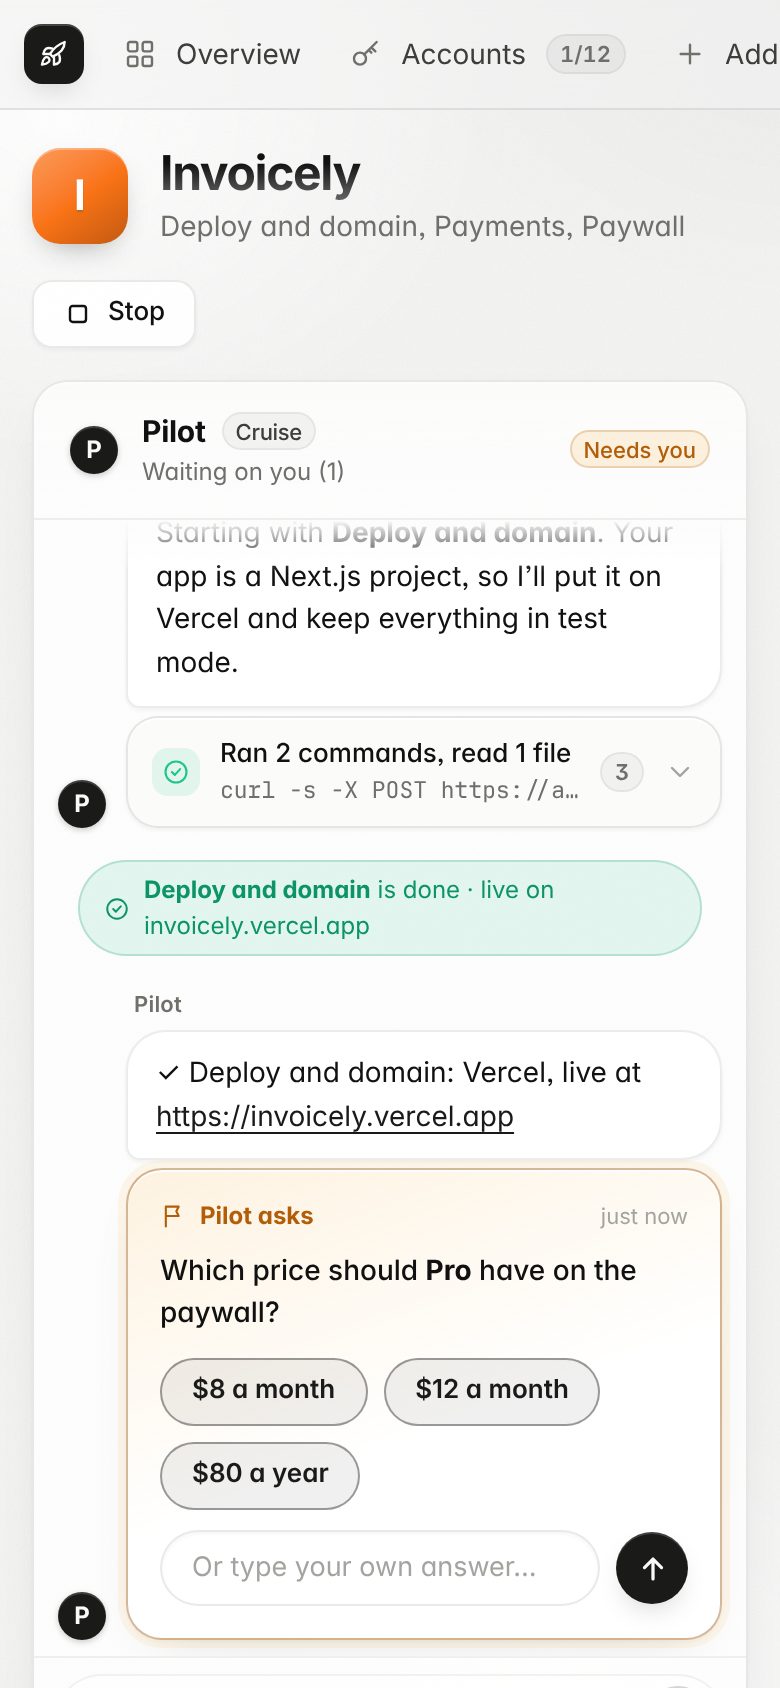 Overview
Accounts 1/12
Add
I
Invoicely
Deploy and domain, Payments, Paywall
Stop
P
Pilot Cruise
Waiting on you (1)
Needs you
Starting with Deploy and domain. Your
app is a Next.js project, so I’ll put it on
Vercel and keep everything in test
mode.
Ran 2 commands, read 1 file
curl -s -X POST https://a…
3
P
Deploy and domain is done · live on
invoicely.vercel.app
Pilot
✓ Deploy and domain: Vercel, live at
https://invoicely.vercel.app
Pilot asks
just now
Which price should Pro have on the
paywall?
$8 a month
$12 a month
$80 a year
Or type your own answer...
P